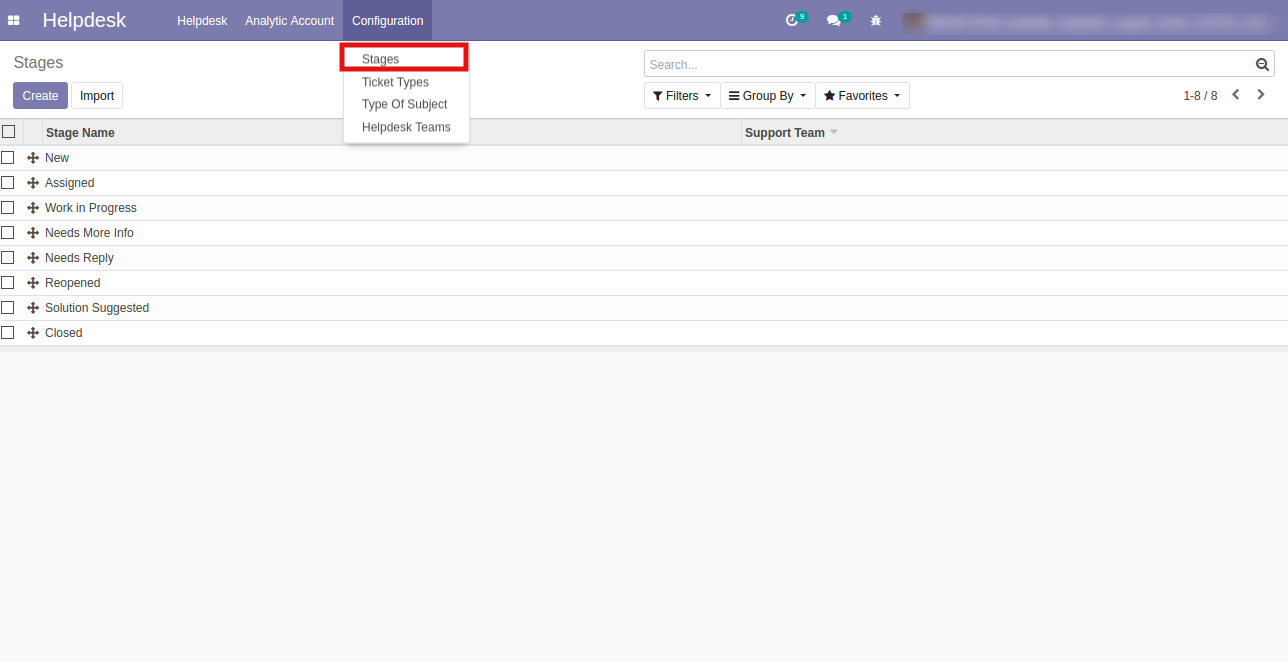 Helpdesk Helpdesk Analytic Account Configuration 9 1
Stages
Search...
Stages
Ticket Types
Type Of Subject
Helpdesk Teams
Create Import Filters Group By Favorites 1-8 / 8
Stage Name Support Team
New
Assigned
Work in Progress
Needs More Info
Needs Reply
Reopened
Solution Suggested
Closed